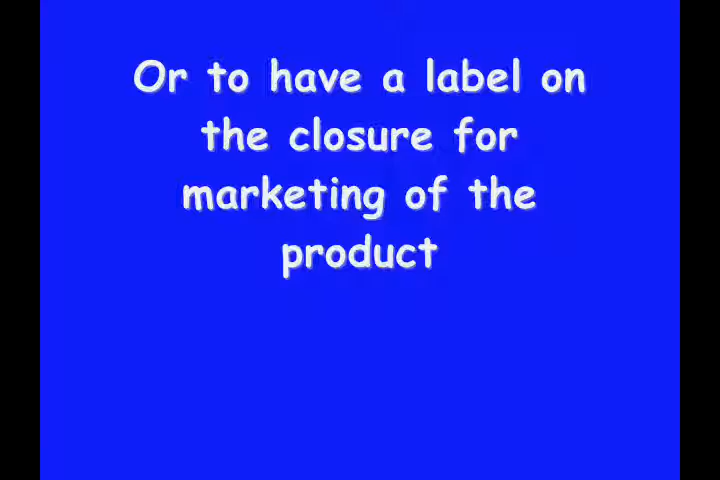 Or to have a label on
the closure for
marketing of the
product